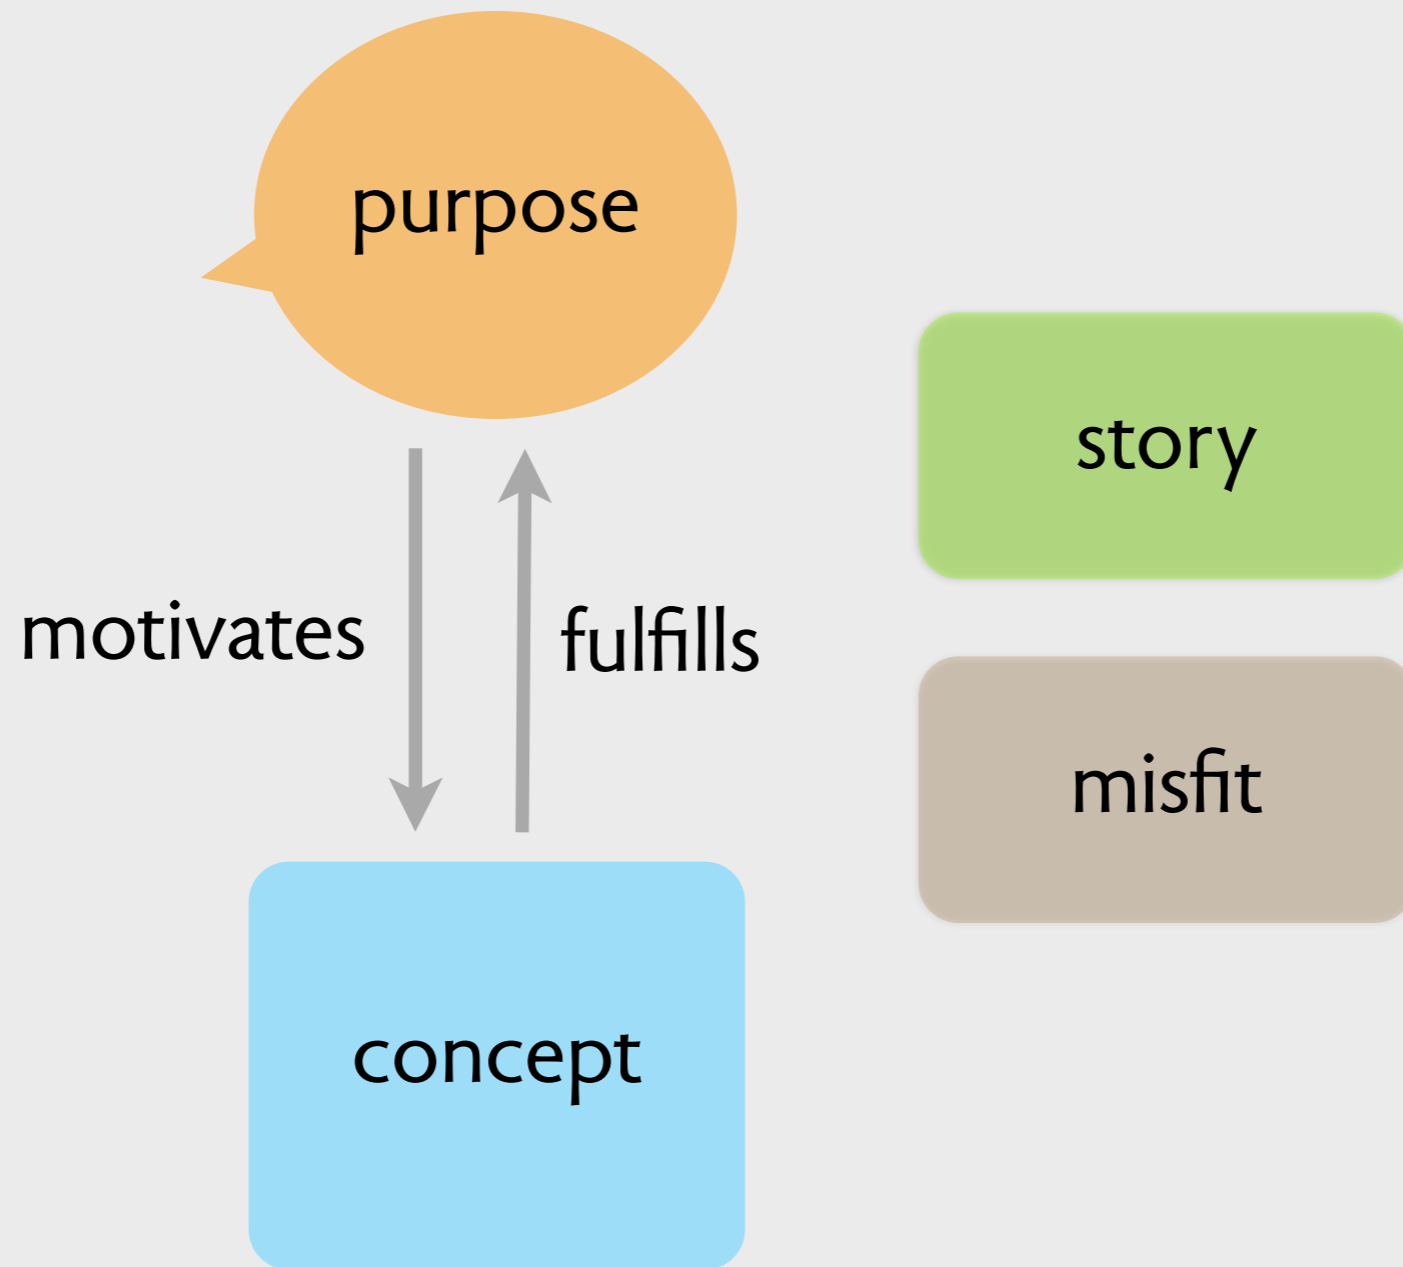 purpose
motivates
fulfills
concept
story
misfit